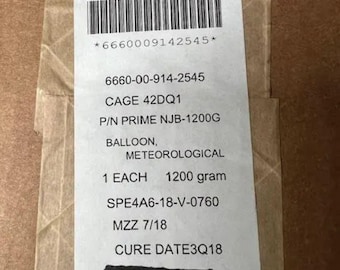 *6660009142545*
6660-00-914-2545
CAGE 42DQ1
P/N PRIME NJB-1200G
BALLOON,
METEOROLOGICAL
1 EACH 1200 gram
SPE4A6-18-V-0760
MZZ 7/18
CURE DATE3Q18